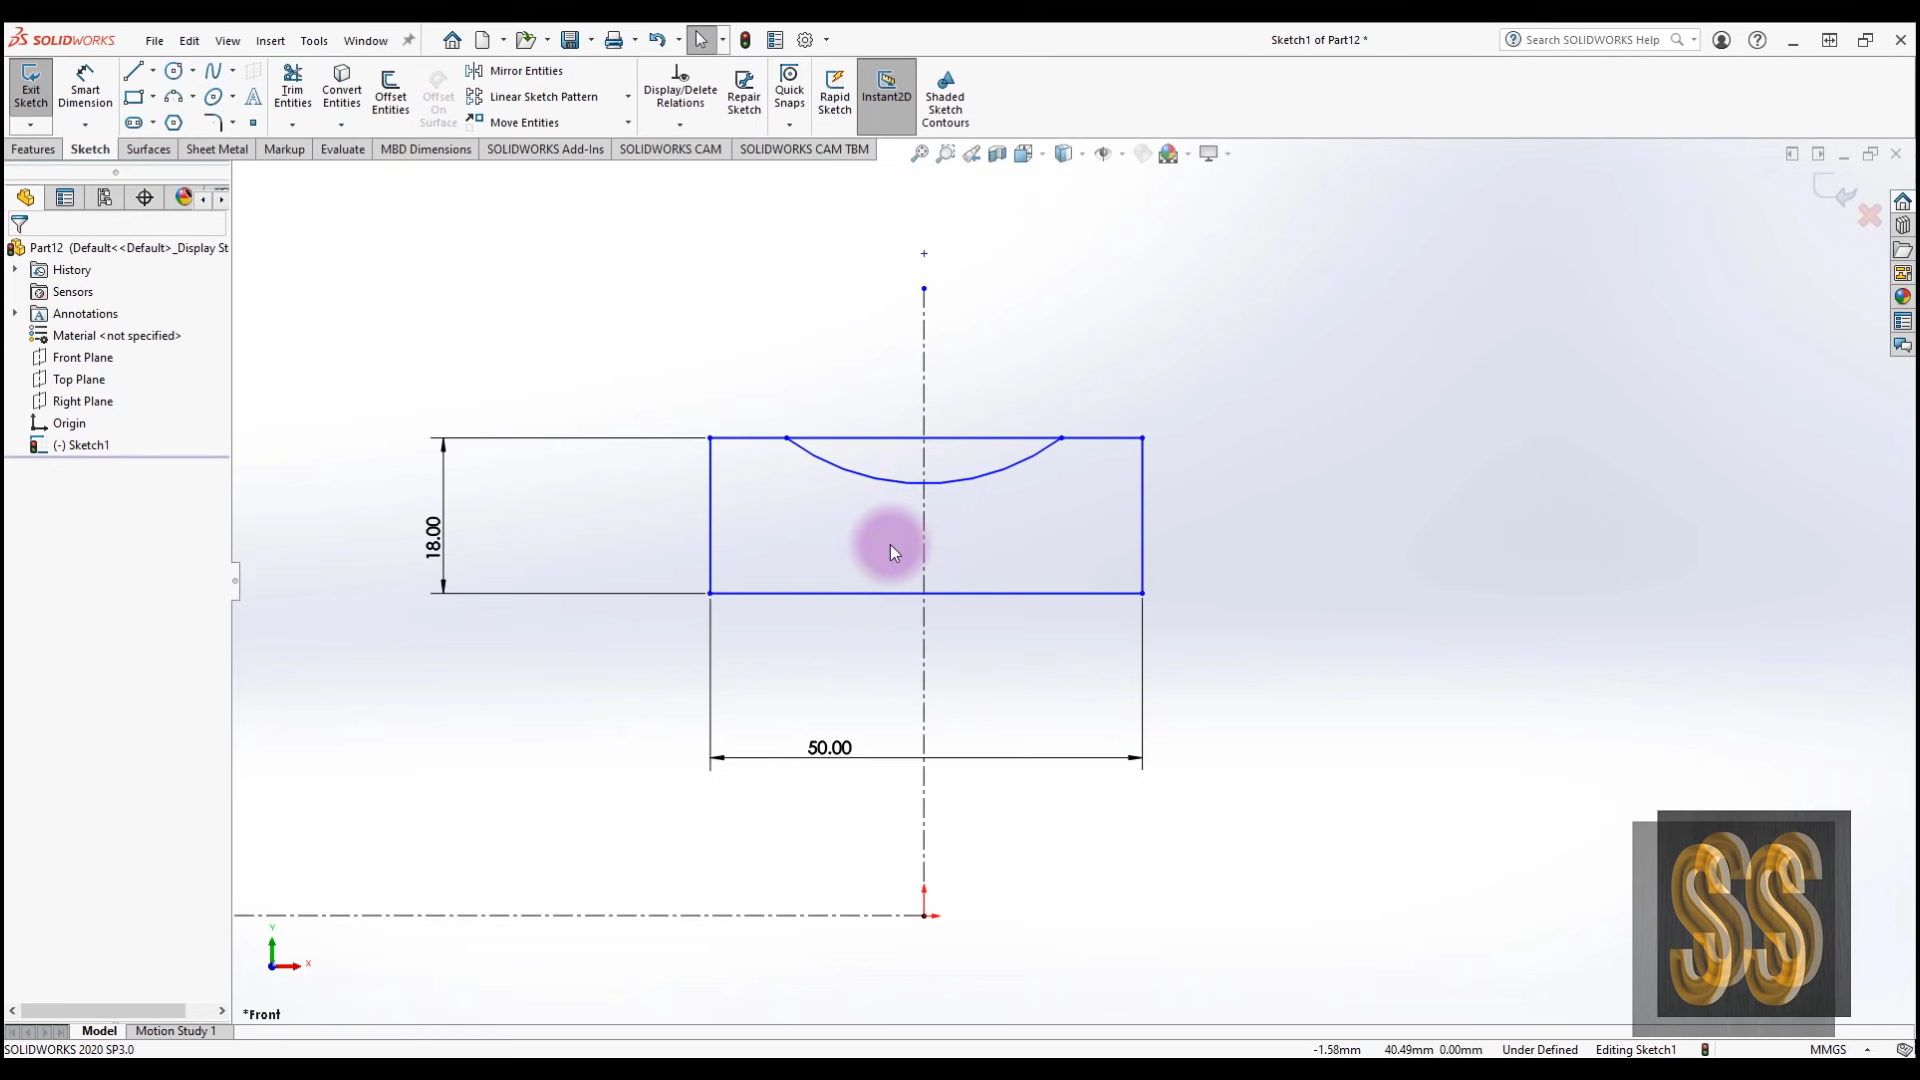 SOLIDWORKS File Edit View Insert Tools Window Sketch1 of Part12 * Search SOLIDWORKS Help
Exit Sketch
Smart Dimension
Trim Entities
Convert Entities
Offset Entities
Offset On Surface
Mirror Entities
Linear Sketch Pattern
Move Entities
Display/Delete Relations
Repair Sketch
Quick Snaps
Rapid Sketch
Instant2D
Shaded Sketch Contours
Features Sketch Surfaces Sheet Metal Markup Evaluate MBD Dimensions SOLIDWORKS Add-Ins SOLIDWORKS CAM SOLIDWORKS CAM TBM
Part12 (Default<<Default>_Display St
History
Sensors
Annotations
Material <not specified>
Front Plane
Top Plane
Right Plane
Origin
(-) Sketch1
18.00
50.00
Y
X
*Front
SS
Model Motion Study 1
SOLIDWORKS 2020 SP3.0 -1.58mm 40.49mm 0.00mm Under Defined Editing Sketch1 MMGS